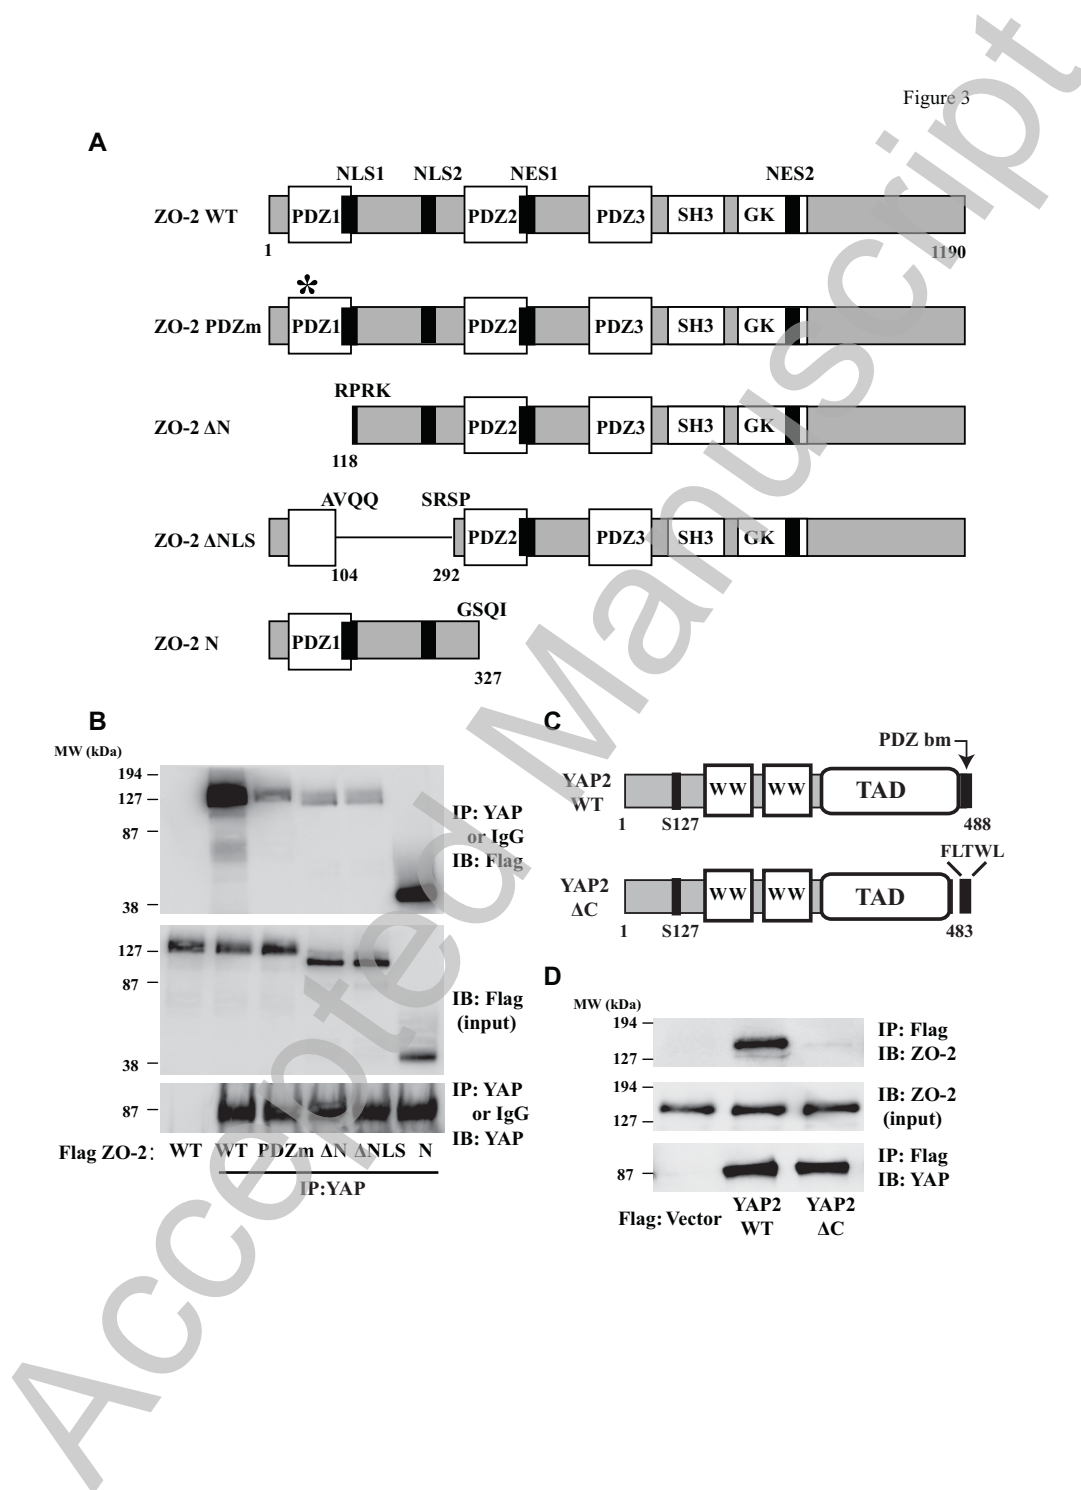 Figure 3
A
NLS1 NLS2 NES1 NES2
ZO-2 WT PDZ1 PDZ2 PDZ3 SH3 GK
1 1190
*
ZO-2 PDZm PDZ1 PDZ2 PDZ3 SH3 GK
RPRK
ZO-2 ΔN PDZ2 PDZ3 SH3 GK
118
AVQQ SRSP
ZO-2 ΔNLS PDZ2 PDZ3 SH3 GK
104 292
GSQI
ZO-2 N PDZ1
327
B
MW (kDa)
194
127
87
38
IP: YAP
or IgG
IB: Flag
127
87
38
IB: Flag
(input)
87
IP: YAP
or IgG
IB: YAP
Flag ZO-2: WT WT PDZm ΔN ΔNLS N
IP:YAP
C
PDZ bm
YAP2
WT
WW WW TAD
1 S127 488
FLTWL
YAP2
ΔC
WW WW TAD
1 S127 483
D
MW (kDa)
194
127
IP: Flag
IB: ZO-2
194
127
IB: ZO-2
(input)
87
IP: Flag
IB: YAP
Flag: Vector YAP2 WT YAP2 ΔC
Accepted Manuscript